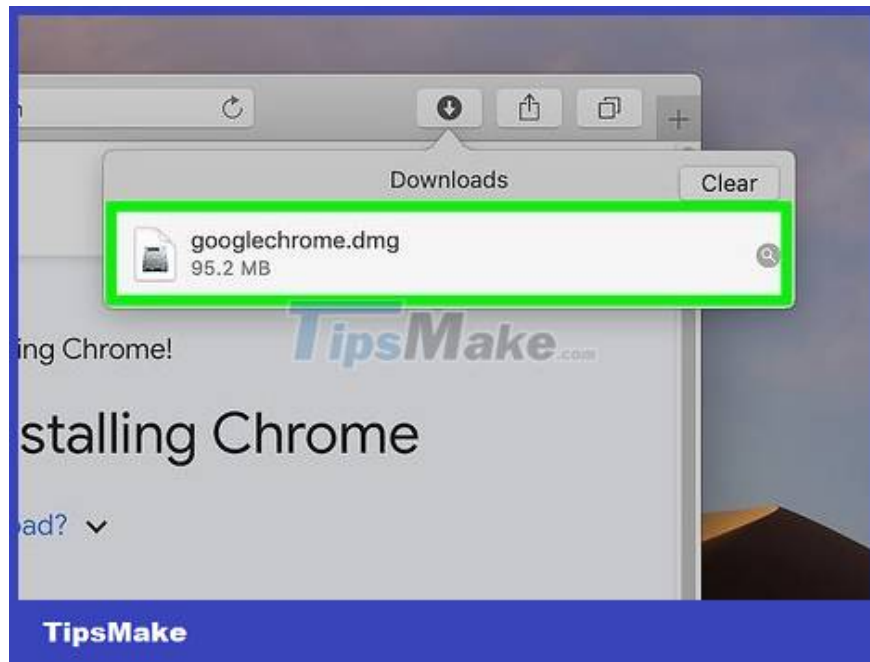 Downloads
Clear
googlechrome.dmg
95.2 MB
TipsMake.com
ing Chrome!
stalling Chrome
ad? 
TipsMake